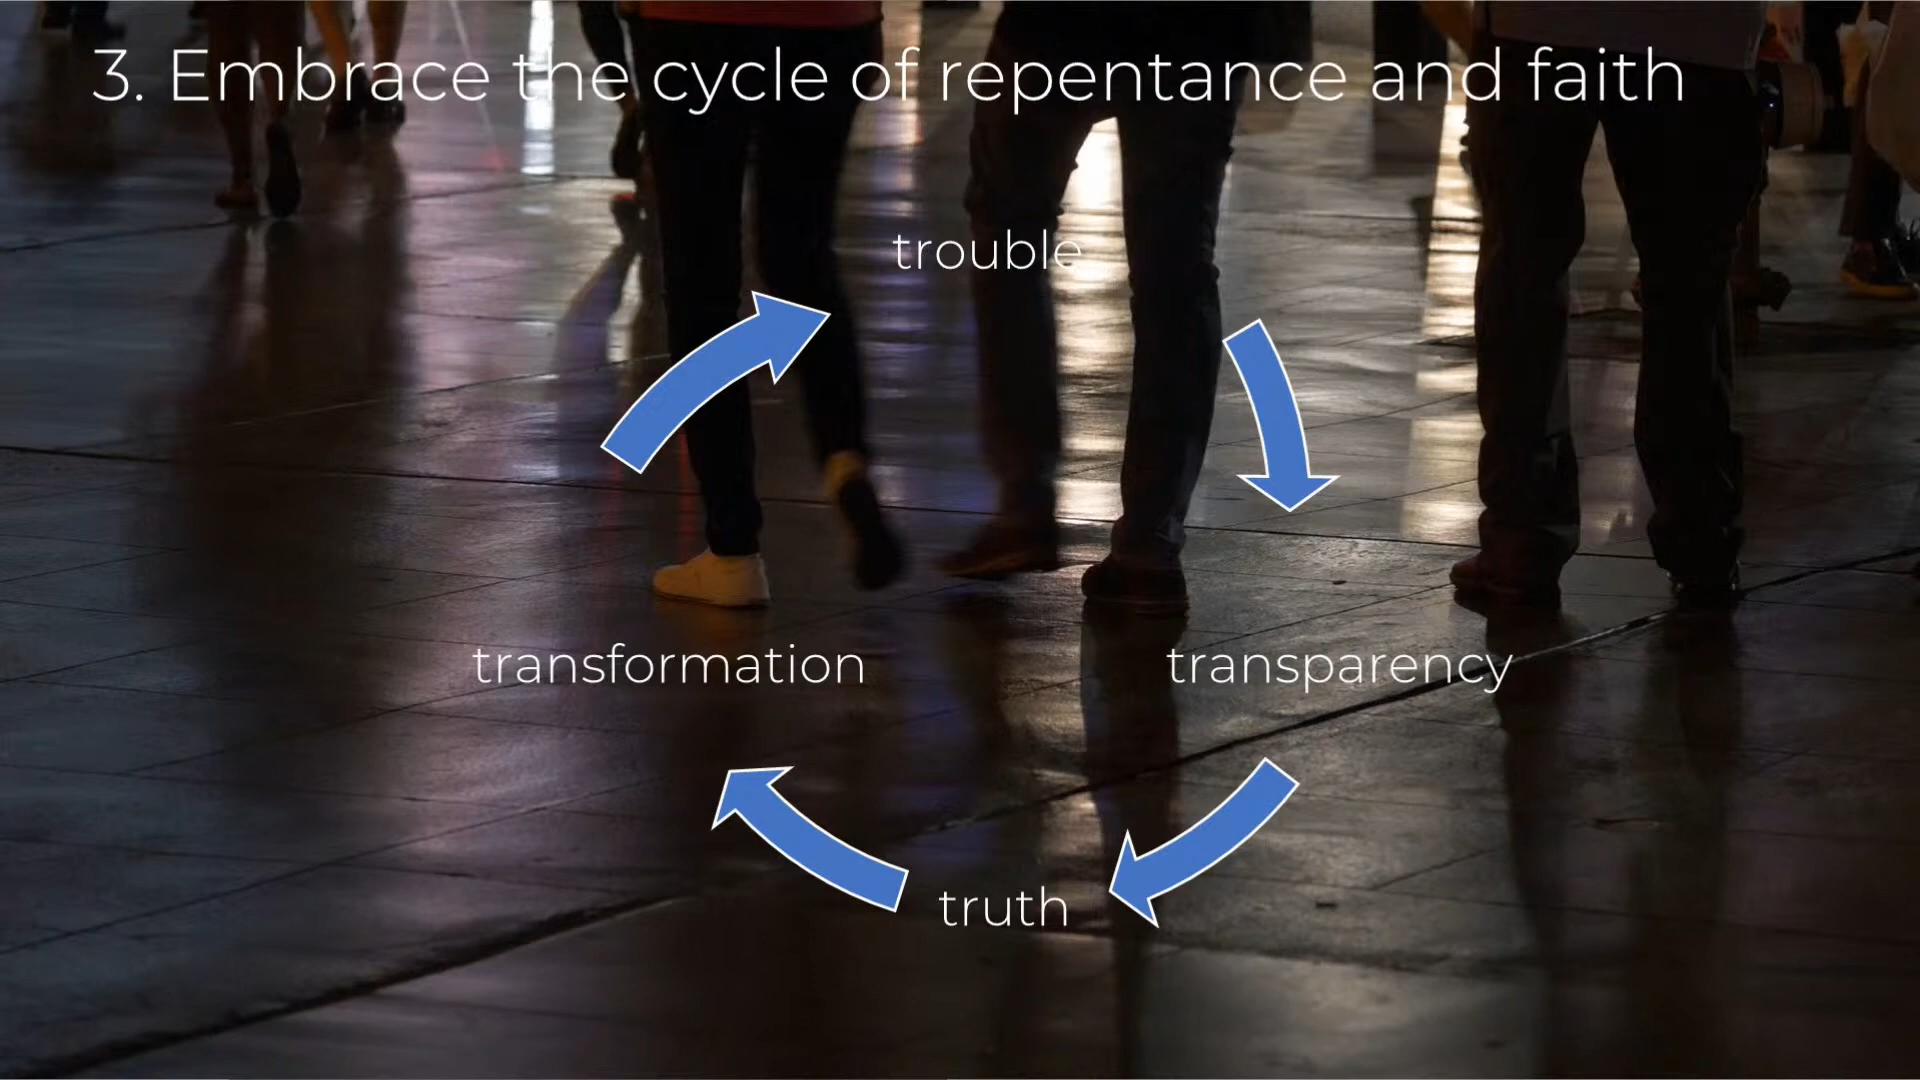 3. Embrace the cycle of repentance and faith
trouble
transformation
transparency
truth